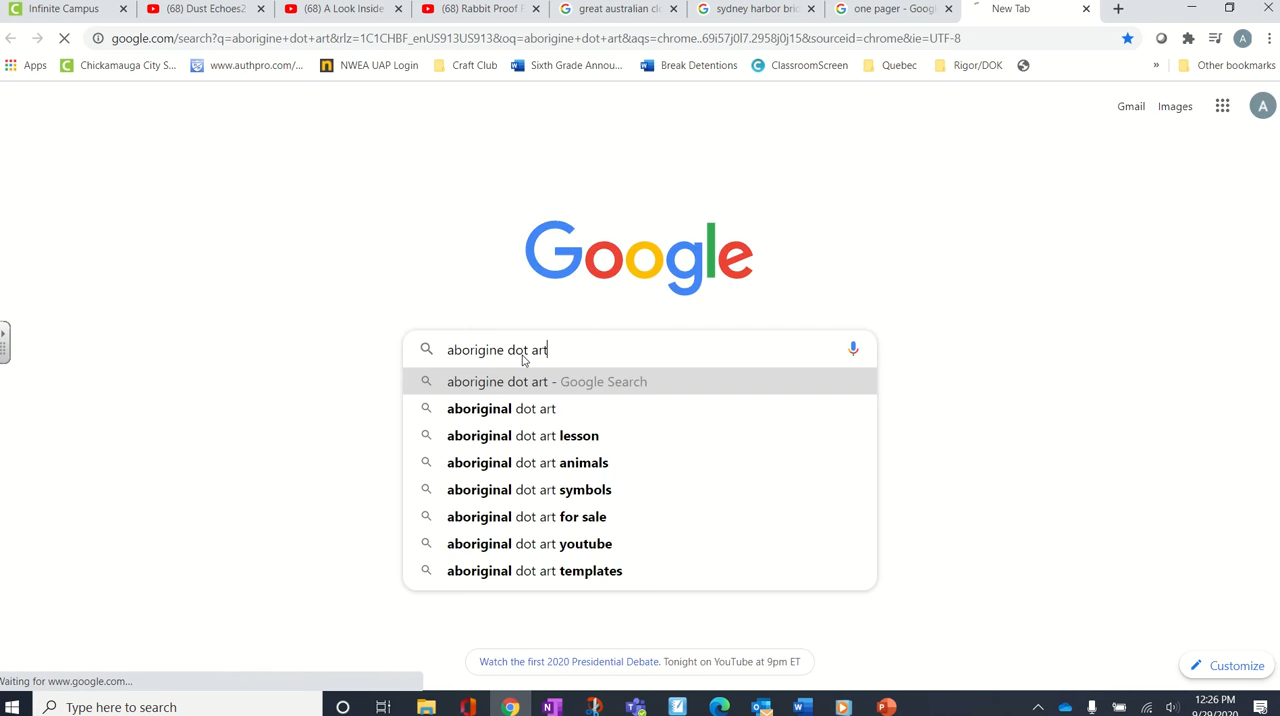 Infinite Campus
(68) Dust Echoes2
(68) A Look Inside
(68) Rabbit Proof F
great australian clo
sydney harbor brid
one pager - Google
New Tab
google.com/search?q=aborigine+dot+art&rlz=1C1CHBF_enUS913US913&oq=aborigine+dot+art&aqs=chrome..69i57j0l7.2958j0j15&sourceid=chrome&ie=UTF-8
A
Apps
Chickamauga City S...
www.authpro.com/...
NWEA UAP Login
Craft Club
Sixth Grade Annou...
Break Detentions
ClassroomScreen
Quebec
Rigor/DOK
»
Other bookmarks
Gmail
Images
A
Google
aborigine dot art
aborigine dot art - Google Search
aboriginal dot art
aboriginal dot art lesson
aboriginal dot art animals
aboriginal dot art symbols
aboriginal dot art for sale
aboriginal dot art youtube
aboriginal dot art templates
Watch the first 2020 Presidential Debate. Tonight on YouTube at 9pm ET
Customize
Waiting for www.google.com...
Type here to search
12:26 PM
9/29/2020